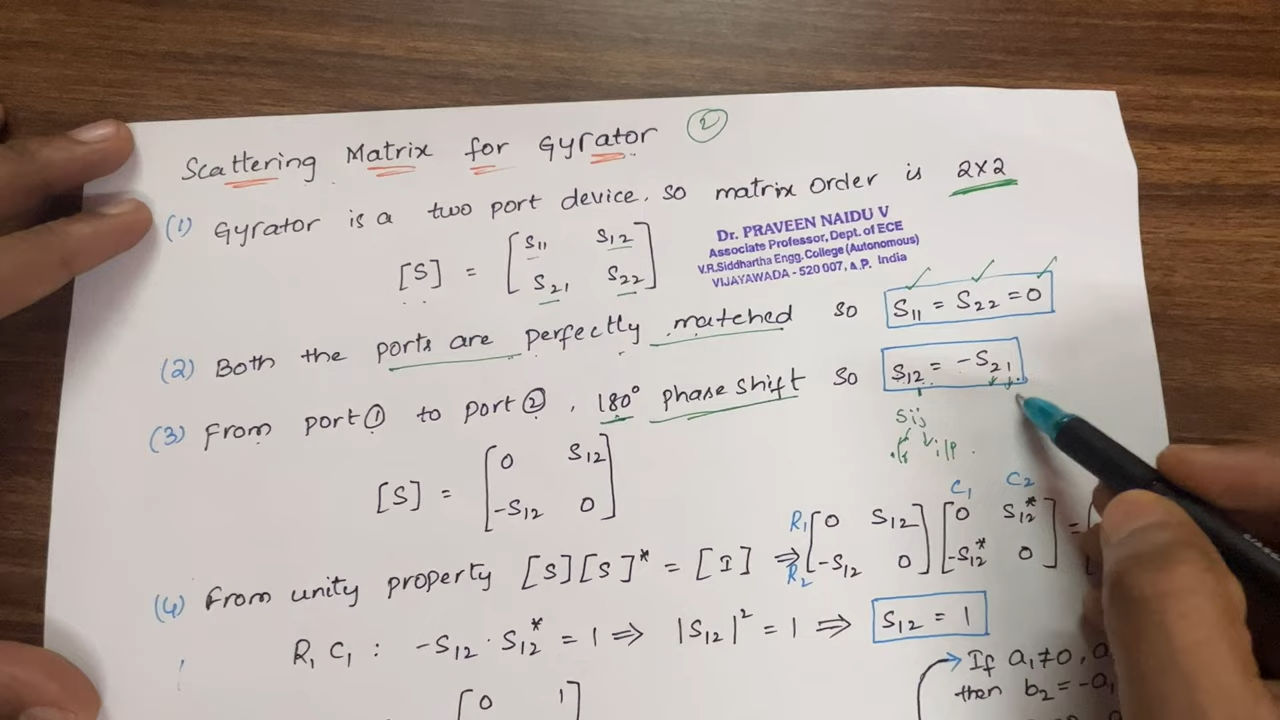 Scattering Matrix for Gyrator ②
(1) Gyrator is a two port device, so matrix order is 2×2
[S] = [S11 S12
S21 S22]
Dr. PRAVEEN NAIDU V
Associate Professor, Dept. of ECE
V.R.Siddhartha Engg. College (Autonomous)
VIJAYAWADA - 520 007, A.P. India
(2) Both the ports are perfectly matched so S11 = S22 = 0
(3) From port ① to port ②, 180° phase shift so S12 = -S21
Sij
i/p
[S] = [0 S12
-S12 0]
C1 C2
(4) From unity property [S][S]* = [I] ⇒ R1 R2 [0 S12
-S12 0] [0 S12*
-S12* 0] =
R1 C1 : -S12 . S12* = 1 ⇒ |S12|² = 1 ⇒ S12 = 1
→ If a1 ≠ 0,
then b2 = -a1
[0 1]